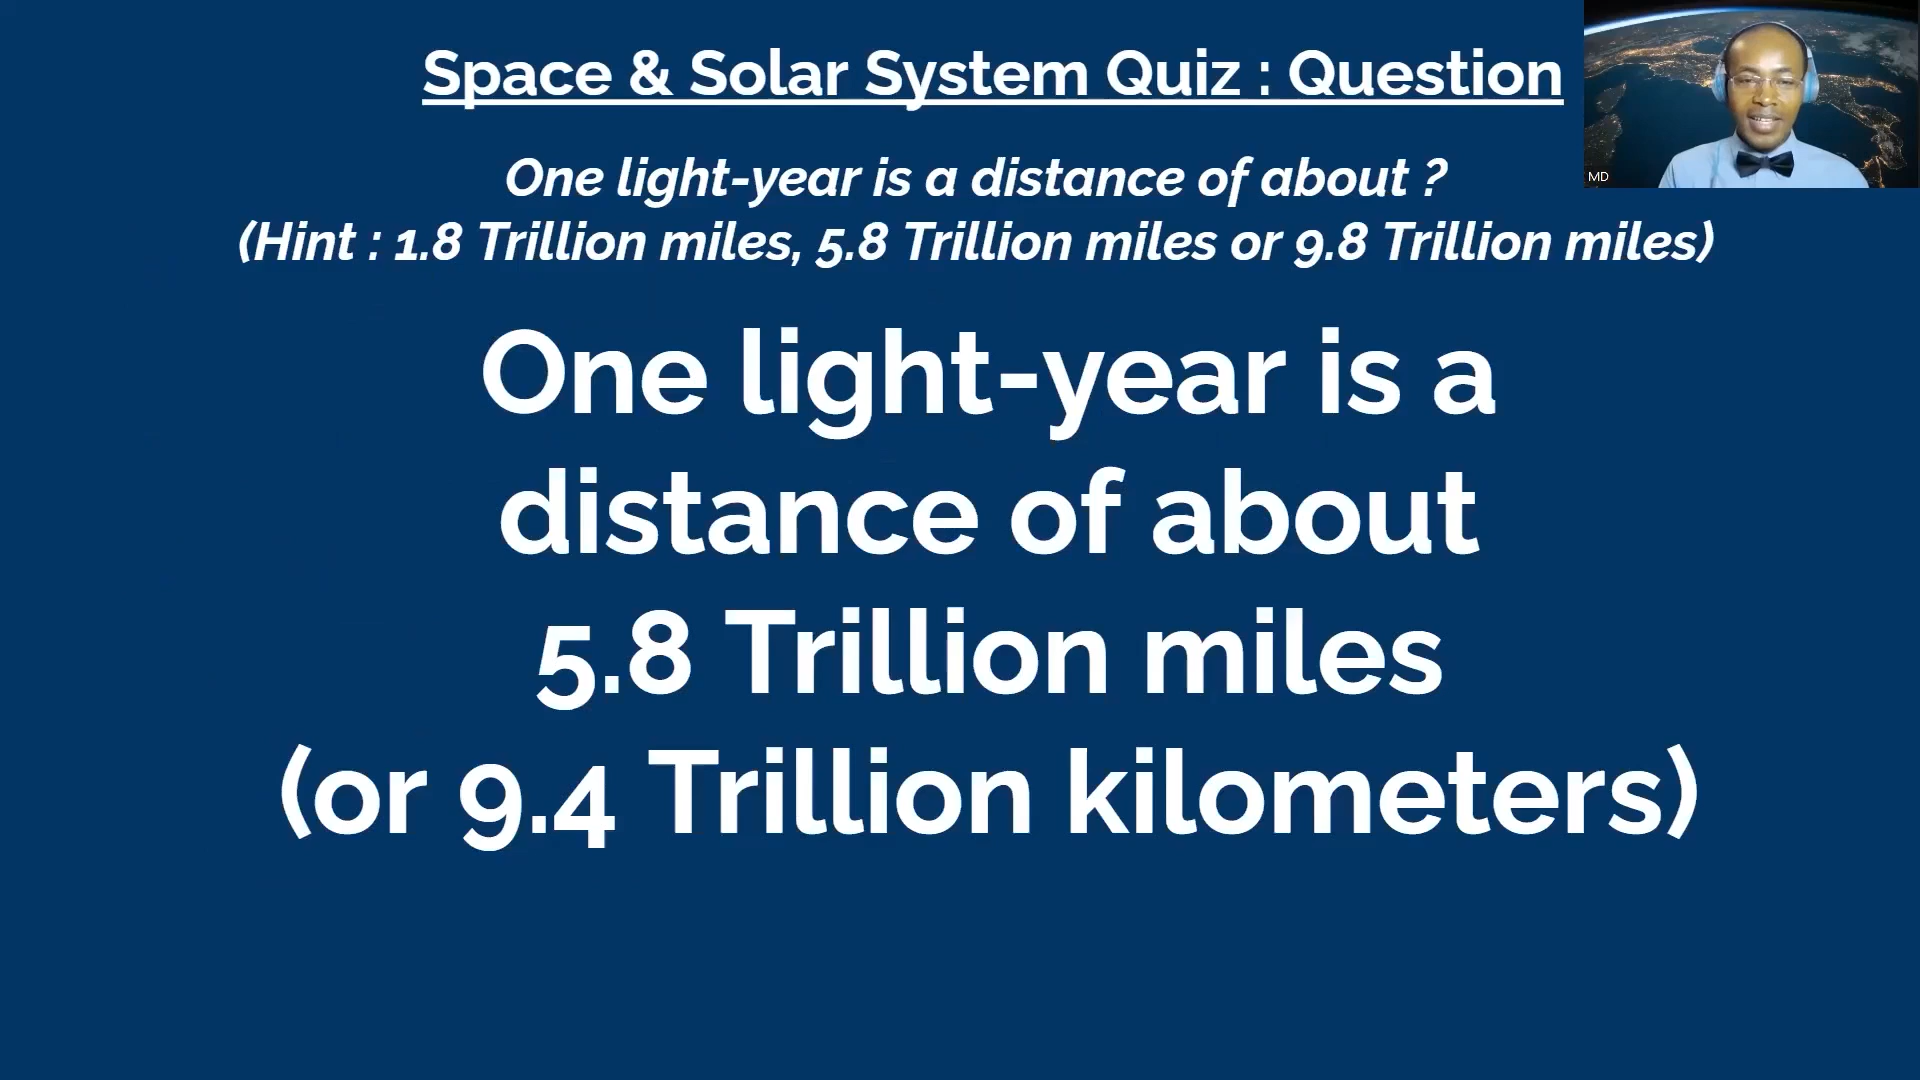 Space & Solar System Quiz : Question
One light-year is a distance of about ?
(Hint : 1.8 Trillion miles, 5.8 Trillion miles or 9.8 Trillion miles)
MD
One light-year is a
distance of about
5.8 Trillion miles
(or 9.4 Trillion kilometers)